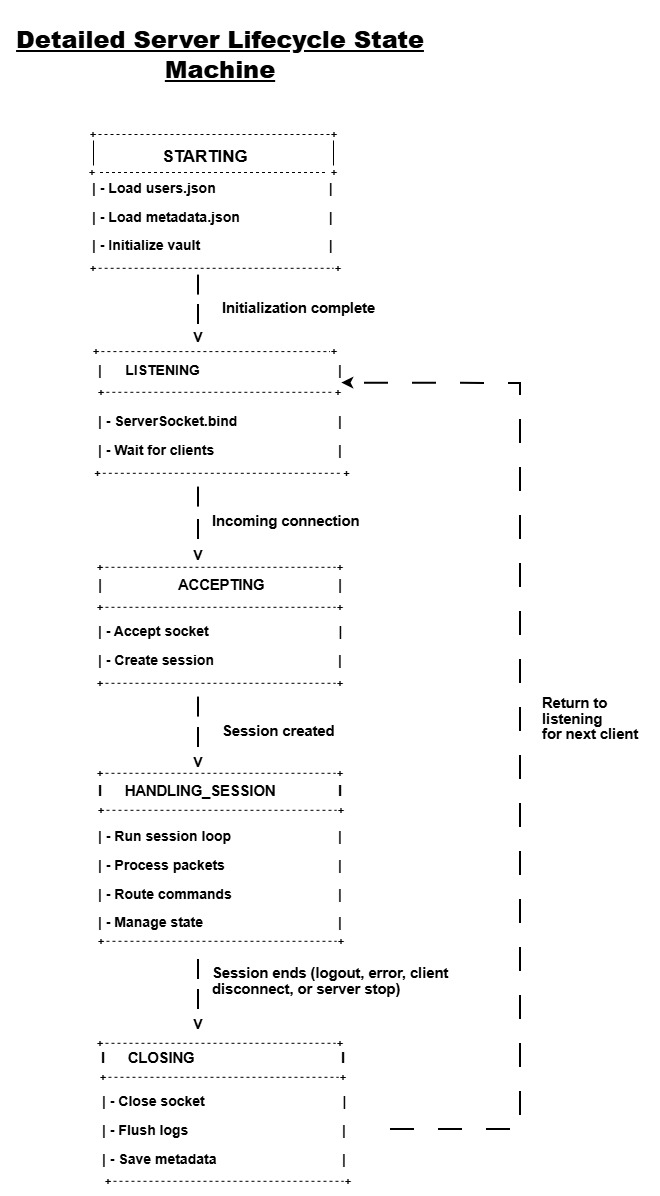 Detailed Server Lifecycle State
Machine
+----------------------------------+
| STARTING |
+----------------------------------+
| - Load users.json |
| - Load metadata.json |
| - Initialize vault |
+-----------------------------------+
|
| Initialization complete
V
+----------------------------------+
| LISTENING |
+----------------------------------+
| - ServerSocket.bind |
| - Wait for clients |
+-----------------------------------+
|
| Incoming connection
V
+----------------------------------+
| ACCEPTING |
+----------------------------------+
| - Accept socket |
| - Create session |
+----------------------------------+
|
| Session created
V
+----------------------------------+
I HANDLING_SESSION I
+----------------------------------+
| - Run session loop |
| - Process packets |
| - Route commands |
| - Manage state |
+----------------------------------+
|
Session ends (logout, error, client
disconnect, or server stop)
|
V
+----------------------------------+
I CLOSING I
+----------------------------------+
| - Close socket |
| - Flush logs |
| - Save metadata |
+----------------------------------+
Return to
listening
for next client